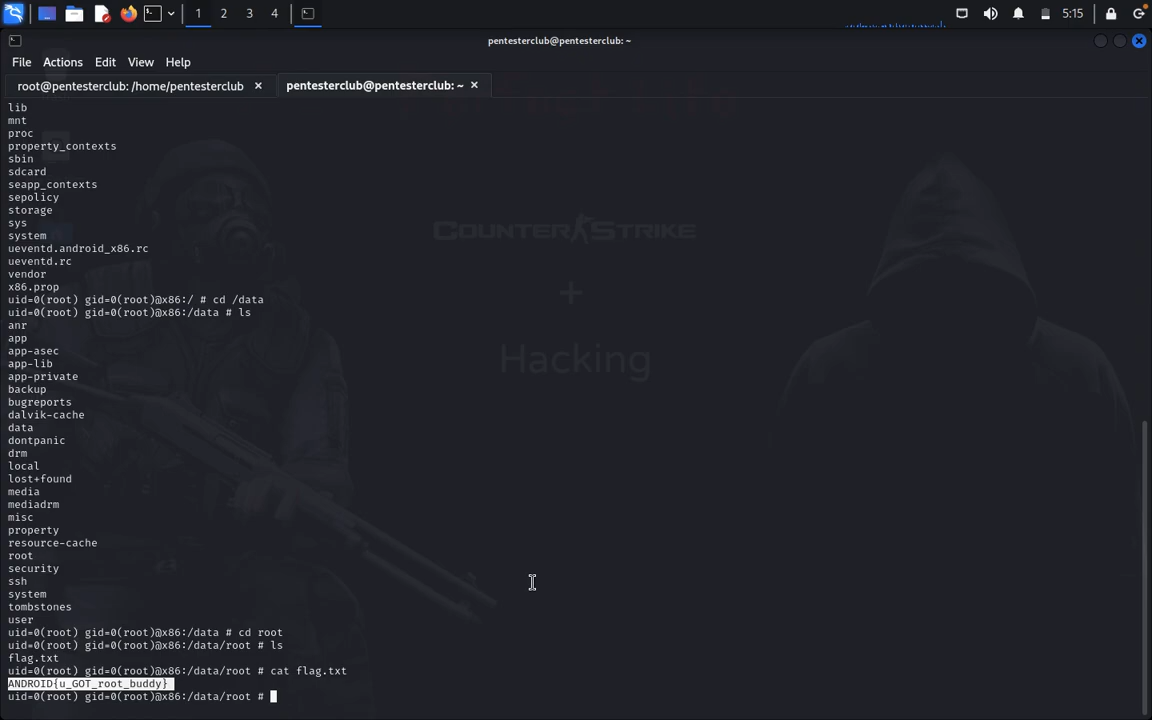 1 2 3 4 5:15
pentesterclub@pentesterclub: ~
File Actions Edit View Help
root@pentesterclub: /home/pentesterclub × pentesterclub@pentesterclub: ~ ×
lib
mnt
proc
property_contexts
sbin
sdcard
seapp_contexts
sepolicy
storage
sys
system
ueventd.android_x86.rc
ueventd.rc
vendor
x86.prop
uid=0(root) gid=0(root)@x86:/ # cd /data
uid=0(root) gid=0(root)@x86:/data # ls
anr
app
app-asec
app-lib
app-private
backup
bugreports
dalvik-cache
data
dontpanic
drm
local
lost+found
media
mediadrm
misc
property
resource-cache
root
security
ssh
system
tombstones
user
uid=0(root) gid=0(root)@x86:/data # cd root
uid=0(root) gid=0(root)@x86:/data/root # ls
flag.txt
uid=0(root) gid=0(root)@x86:/data/root # cat flag.txt
ANDROID{u_GOT_root_buddy}
uid=0(root) gid=0(root)@x86:/data/root #
COUNTER STRIKE
+
Hacking